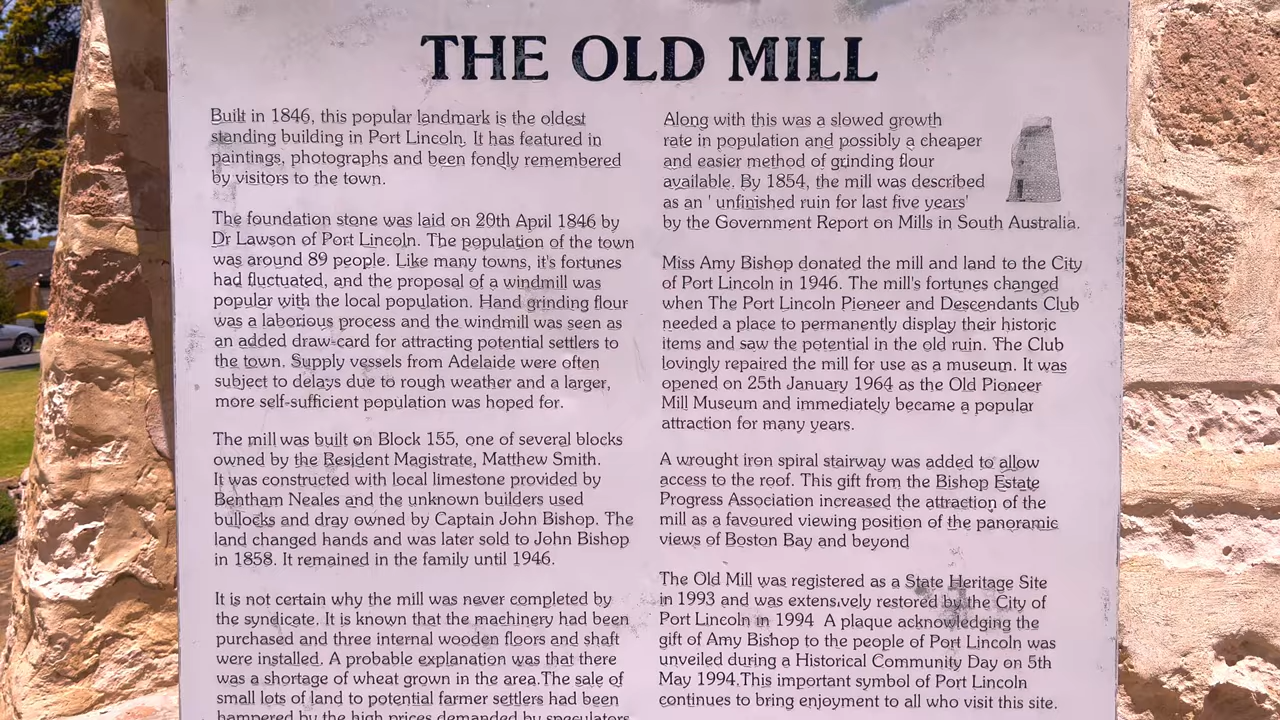 THE OLD MILL
Built in 1846, this popular landmark is the oldest
standing building in Port Lincoln. It has featured in
paintings, photographs and been fondly remembered
by visitors to the town.
The foundation stone was laid on 20th April 1846 by
Dr Lawson of Port Lincoln. The population of the town
was around 89 people. Like many towns, it's fortunes
had fluctuated, and the proposal of a windmill was
popular with the local population. Hand grinding flour
was a laborious process and the windmill was seen as
an added draw-card for attracting potential settlers to
the town. Supply vessels from Adelaide were often
subject to delays due to rough weather and a larger,
more self-sufficient population was hoped for.
The mill was built on Block 155, one of several blocks
owned by the Resident Magistrate, Matthew Smith.
It was constructed with local limestone provided by
Bentham Neales and the unknown builders used
bullocks and dray owned by Captain John Bishop. The
land changed hands and was later sold to John Bishop
in 1858. It remained in the family until 1946.
It is not certain why the mill was never completed by
the syndicate. It is known that the machinery had been
purchased and three internal wooden floors and shaft
were installed. A probable explanation was that there
was a shortage of wheat grown in the area.The sale of
small lots of land to potential farmer settlers had been
hampered by the high prices demanded by speculators
Along with this was a slowed growth
rate in population and possibly a cheaper
and easier method of grinding flour
available. By 1854, the mill was described
as an ' unfinished ruin for last five years'
by the Government Report on Mills in South Australia.
Miss Amy Bishop donated the mill and land to the City
of Port Lincoln in 1946. The mill's fortunes changed
when The Port Lincoln Pioneer and Descendants Club
needed a place to permanently display their historic
items and saw the potential in the old ruin. The Club
lovingly repaired the mill for use as a museum. It was
opened on 25th January 1964 as the Old Pioneer
Mill Museum and immediately became a popular
attraction for many years.
A wrought iron spiral stairway was added to allow
access to the roof. This gift from the Bishop Estate
Progress Association increased the attraction of the
mill as a favoured viewing position of the panoramic
views of Boston Bay and beyond
The Old Mill was registered as a State Heritage Site
in 1993 and was extensively restored by the City of
Port Lincoln in 1994 A plaque acknowledging the
gift of Amy Bishop to the people of Port Lincoln was
unveiled during a Historical Community Day on 5th
May 1994.This important symbol of Port Lincoln
continues to bring enjoyment to all who visit this site.